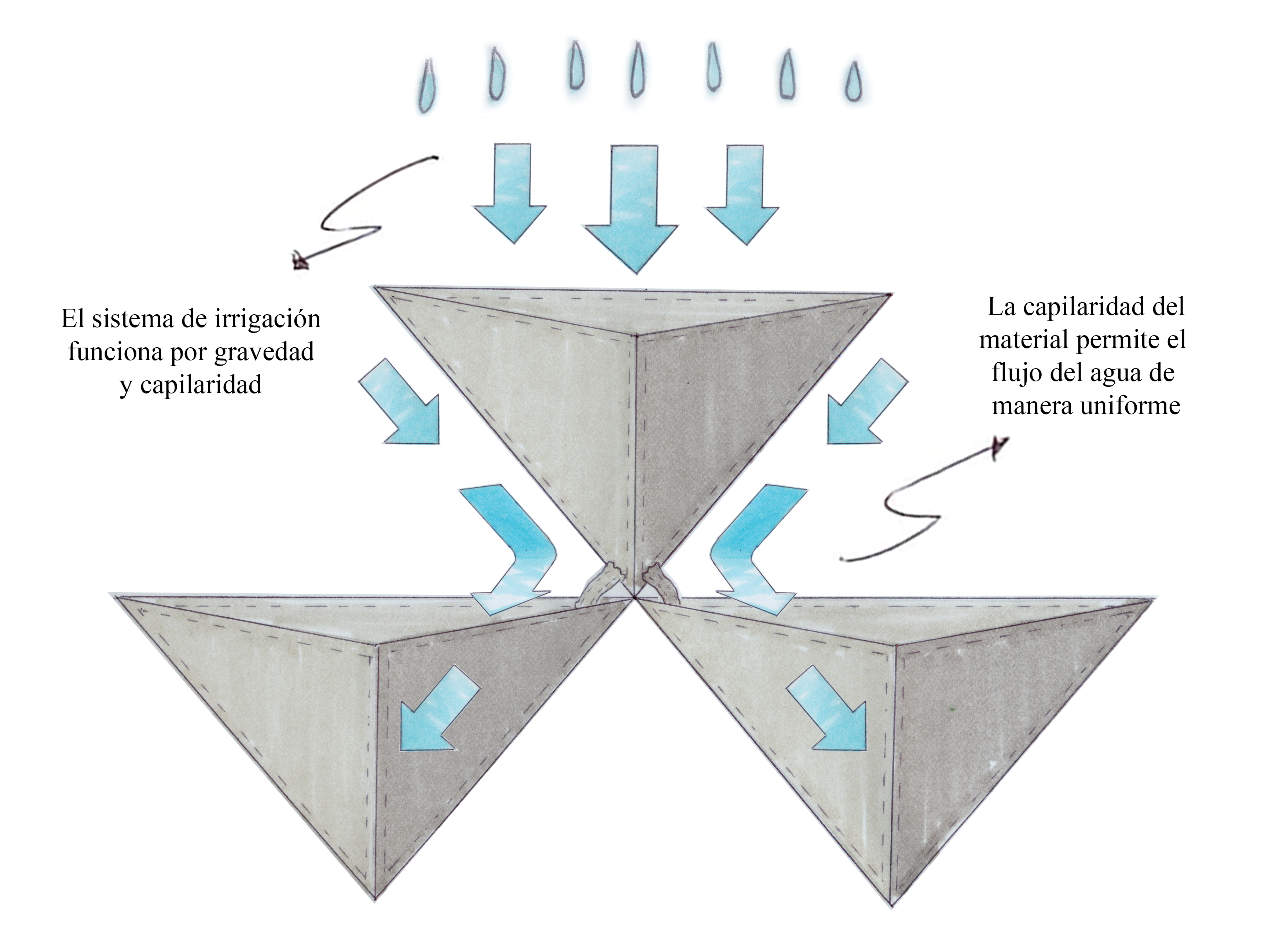 El sistema de irrigación
funciona por gravedad
y capilaridad
La capilaridad del
material permite el
flujo del agua de
manera uniforme